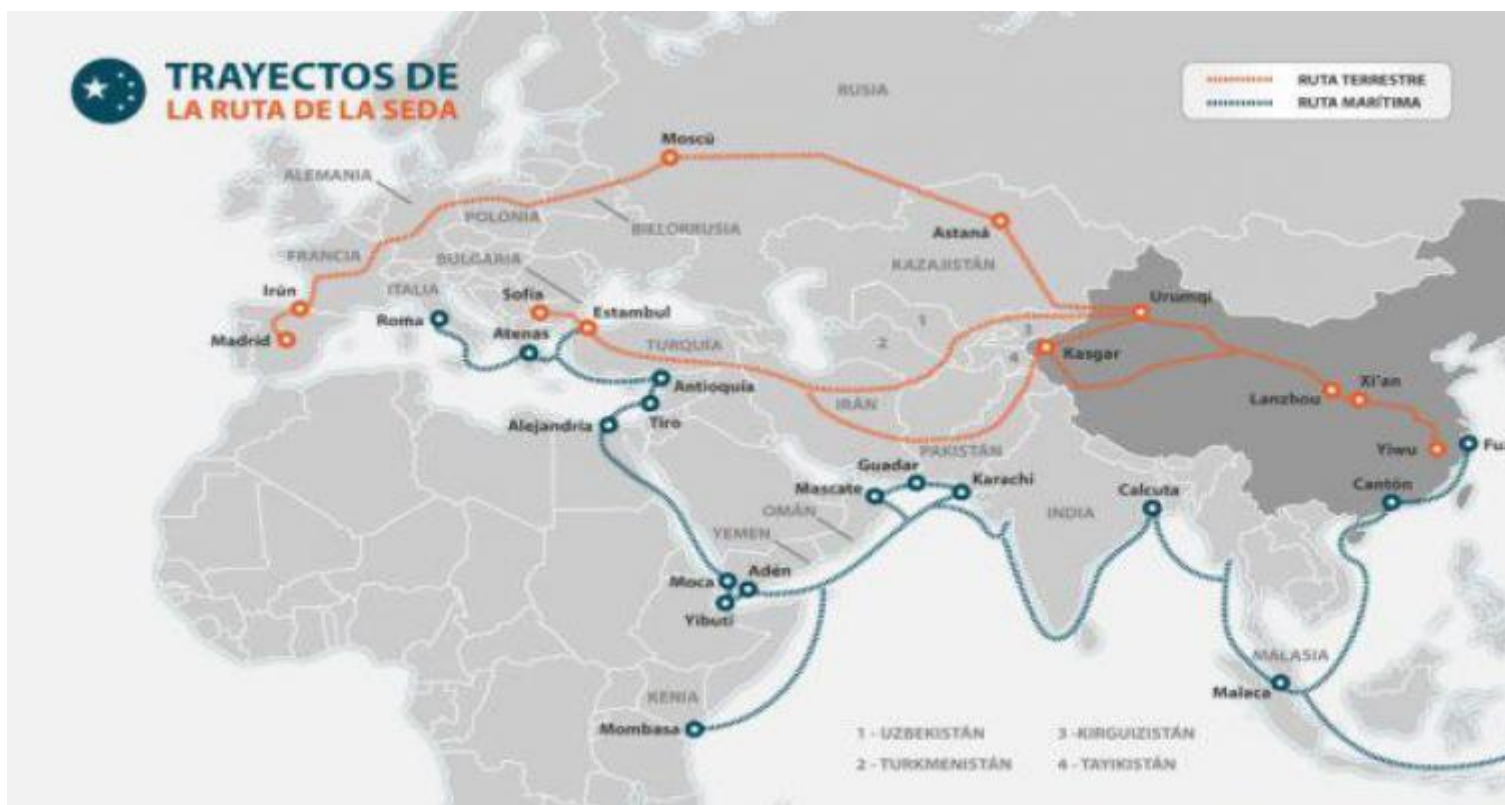 TRAYECTOS DE
LA RUTA DE LA SEDA
RUTA TERRESTRE
RUTA MARÍTIMA
RUSIA
Moscú
ALEMANIA
POLONIA
BIELORRUSIA
Astaná
KAZAJISTÁN
FRANCIA
BULGARIA
Irún
ITALIA
Sofía
Estambul
Urumqi
Roma
Atenas
1
3
Madrid
TURQUÍA
2
4
Kasgar
Antioquía
IRÁN
Xi'an
Lanzhou
Alejandría
Tiro
PAKISTÁN
Yiwu
Fuz
Guadar
Mascate
Karachi
Calcuta
Cantón
OMÁN
INDIA
YEMEN
Moca
Adén
Yibuti
MALASIA
KENIA
Malaca
Mombasa
1 - UZBEKISTÁN
3 -KIRGUIZISTÁN
2 - TURKMENISTÁN
4 - TAYIKISTÁN